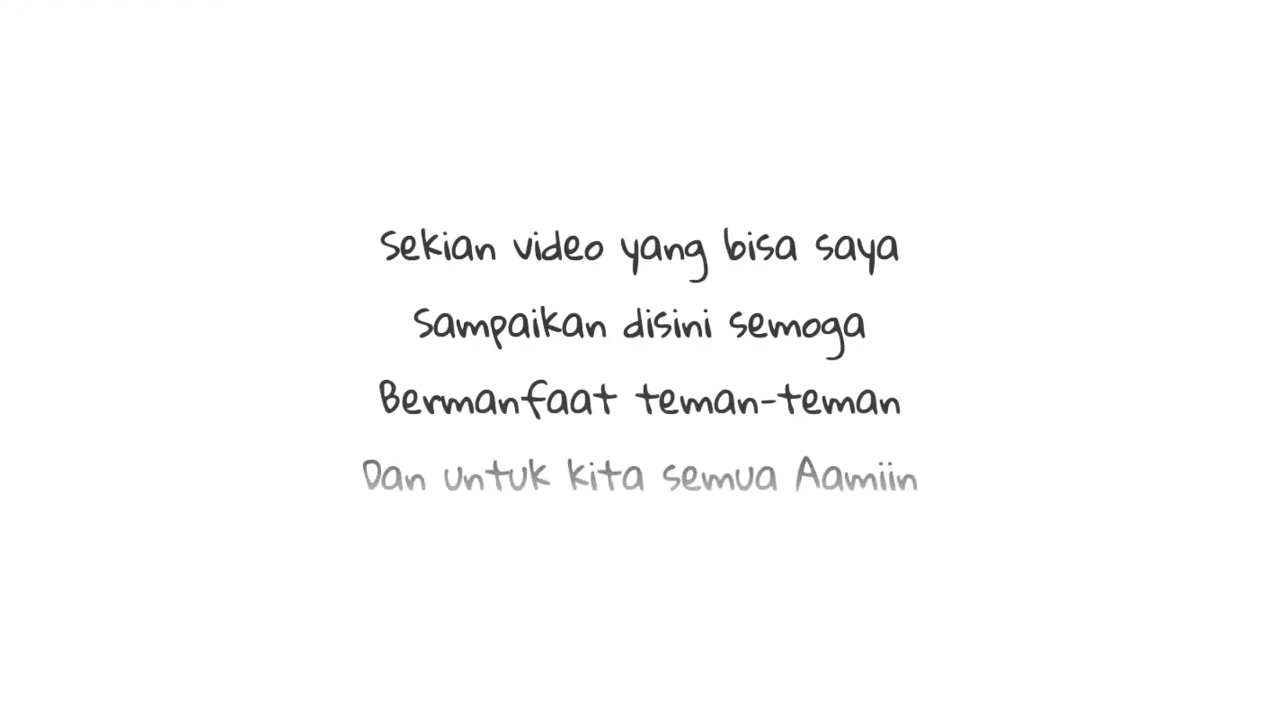 Sekian video yang bisa saya
Sampaikan disini semoga
Bermanfaat teman-teman
Dan untuk kita semua Aamiin